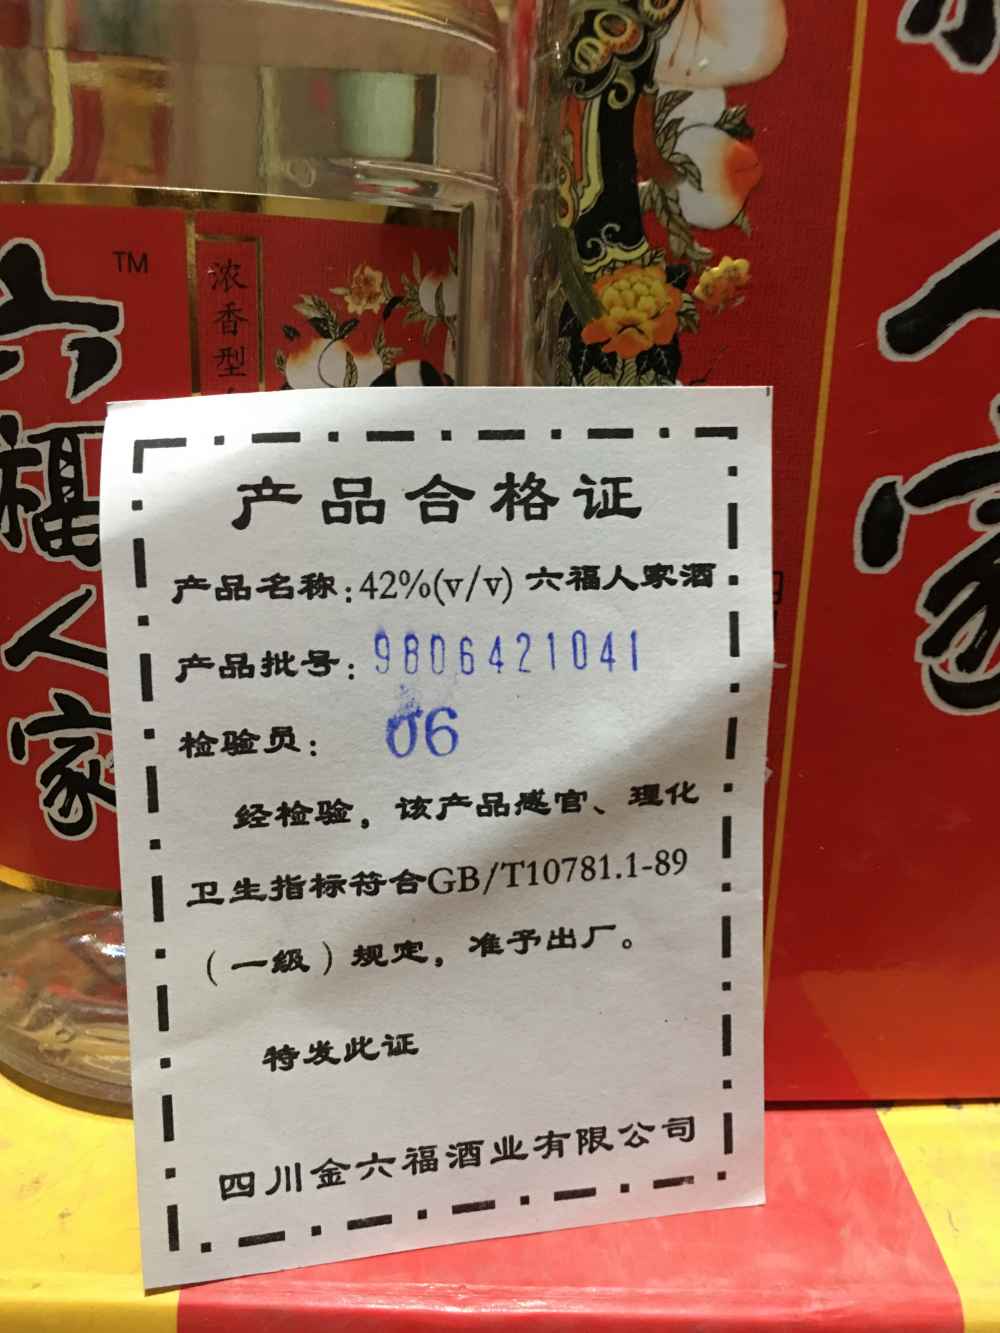 TM
浓香型
六福人家
产品合格证
产品名称：42%(v/v) 六福人家酒
产品批号：9806421041
检验员：06
经检验，该产品感官、理化
卫生指标符合GB/T10781.1-89
（一级）规定，准予出厂。
特发此证
四川金六福酒业有限公司
人家